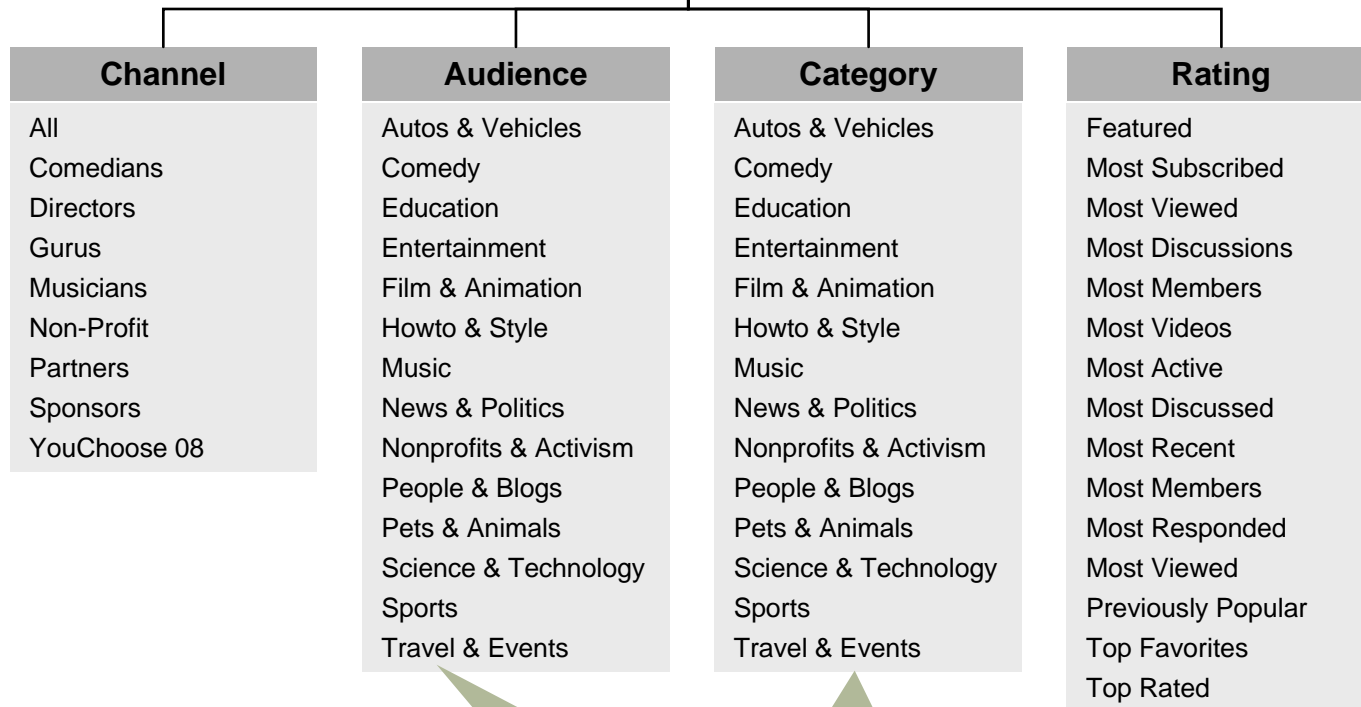 Channel
All
Comedians
Directors
Gurus
Musicians
Non-Profit
Partners
Sponsors
YouChoose 08
Audience
Autos & Vehicles
Comedy
Education
Entertainment
Film & Animation
Howto & Style
Music
News & Politics
Nonprofits & Activism
People & Blogs
Pets & Animals
Science & Technology
Sports
Travel & Events
Category
Autos & Vehicles
Comedy
Education
Entertainment
Film & Animation
Howto & Style
Music
News & Politics
Nonprofits & Activism
People & Blogs
Pets & Animals
Science & Technology
Sports
Travel & Events
Rating
Featured
Most Subscribed
Most Viewed
Most Discussions
Most Members
Most Videos
Most Active
Most Discussed
Most Recent
Most Members
Most Responded
Most Viewed
Previously Popular
Top Favorites
Top Rated